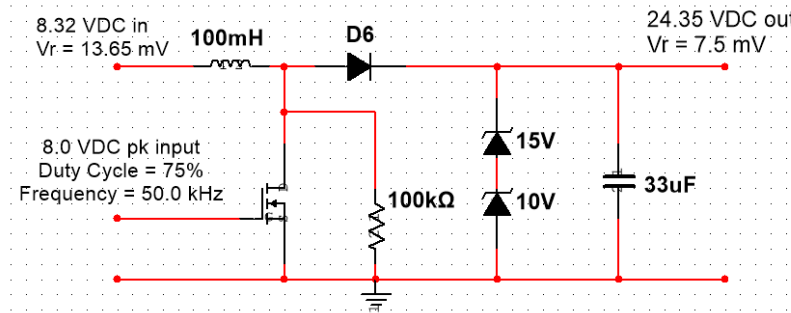 8.32 VDC in
Vr = 13.65 mV
100mH
D6
24.35 VDC out
Vr = 7.5 mV
8.0 VDC pk input
Duty Cycle = 75%
Frequency = 50.0 kHz
15V
10V
100kΩ
33uF